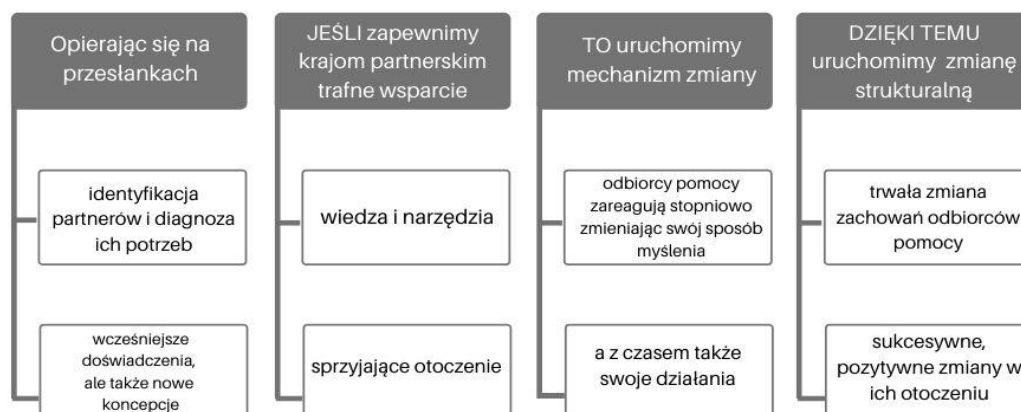 Opierając się na
przesłankach
identyfikacja
partnerów i diagnoza
ich potrzeb
wcześniejsze
doświadczenia,
ale także nowe
koncepcje
JEŚLI zapewnimy
krajom partnerskim
trafne wsparcie
wiedza i narzędzia
sprzyjające otoczenie
TO uruchomimy
mechanizm zmiany
odbiorcy pomocy
zareagują stopniowo
zmieniając swój sposób
myślenia
a z czasem także
swoje działania
DZIĘKI TEMU
uruchomimy zmianę
strukturalną
trwała zmiana
zachowań odbiorców
pomocy
sukcesywne,
pozytywne zmiany w
ich otoczeniu